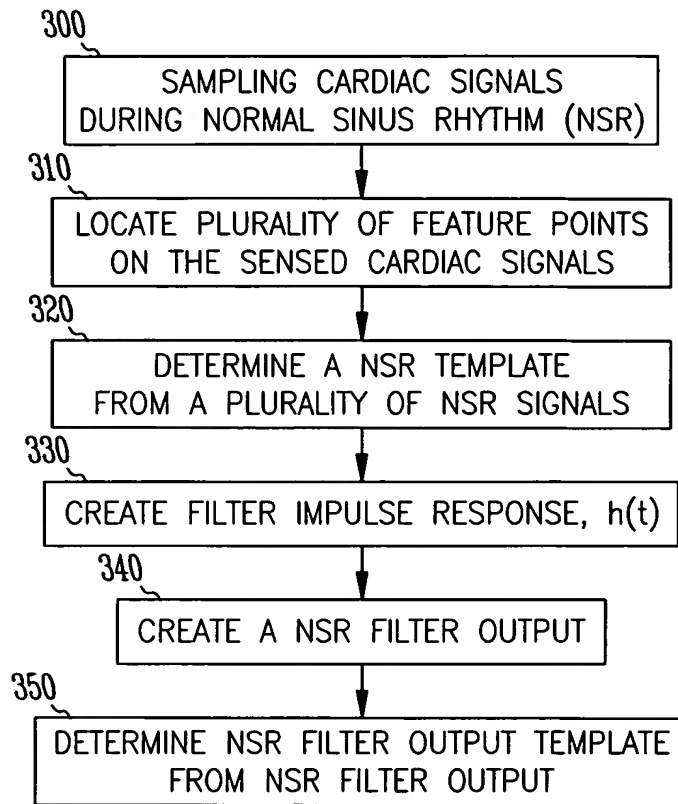 300
SAMPLING CARDIAC SIGNALS
DURING NORMAL SINUS RHYTHM (NSR)
310
LOCATE PLURALITY OF FEATURE POINTS
ON THE SENSED CARDIAC SIGNALS
320
DETERMINE A NSR TEMPLATE
FROM A PLURALITY OF NSR SIGNALS
330
CREATE FILTER IMPULSE RESPONSE, h(t)
340
CREATE A NSR FILTER OUTPUT
350
DETERMINE NSR FILTER OUTPUT TEMPLATE
FROM NSR FILTER OUTPUT